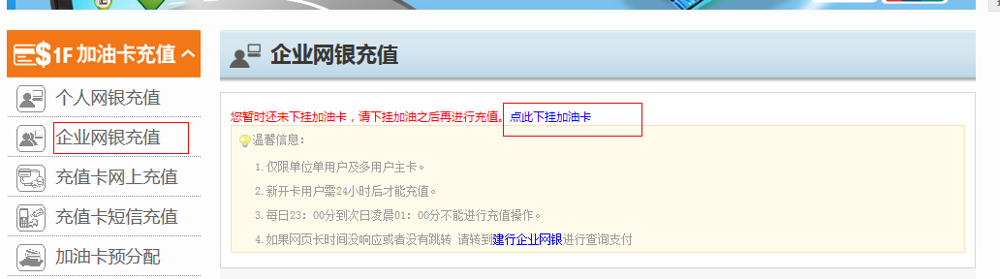 1F 加油卡充值
个人网银充值
企业网银充值
充值卡网上充值
充值卡短信充值
加油卡预分配
企业网银充值
您暂时还未下挂加油卡，请下挂加油之后再进行充值。点此下挂加油卡
温馨信息：
1.仅限单位单用户及多用户主卡。
2.新开卡用户需24小时后才能充值。
3.每日23：00分到次日凌晨01：00分不能进行充值操作。
4.如果网页长时间没响应或者没有跳转 请转到建行企业网银进行查询支付